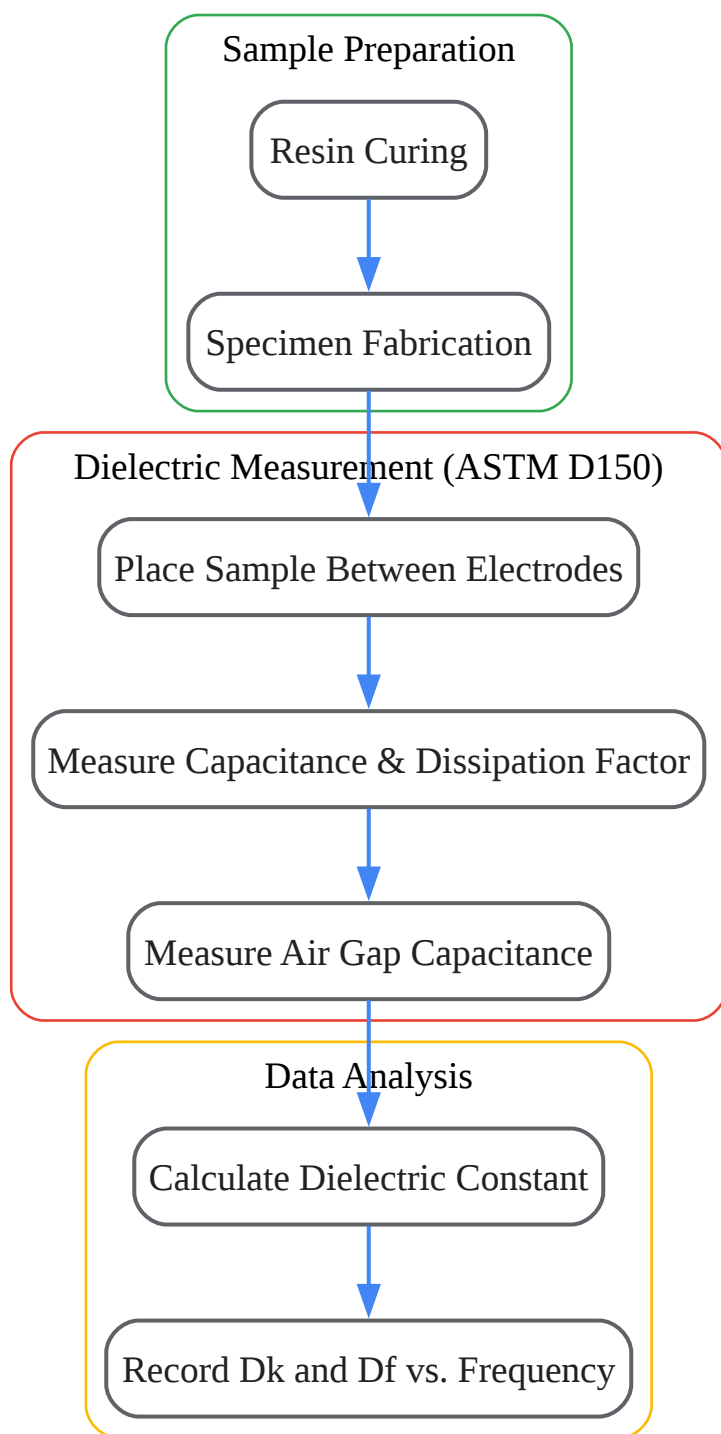 Sample Preparation
Resin Curing
Specimen Fabrication
Dielectric Measurement (ASTM D150)
Place Sample Between Electrodes
Measure Capacitance & Dissipation Factor
Measure Air Gap Capacitance
Data Analysis
Calculate Dielectric Constant
Record Dk and Df vs. Frequency